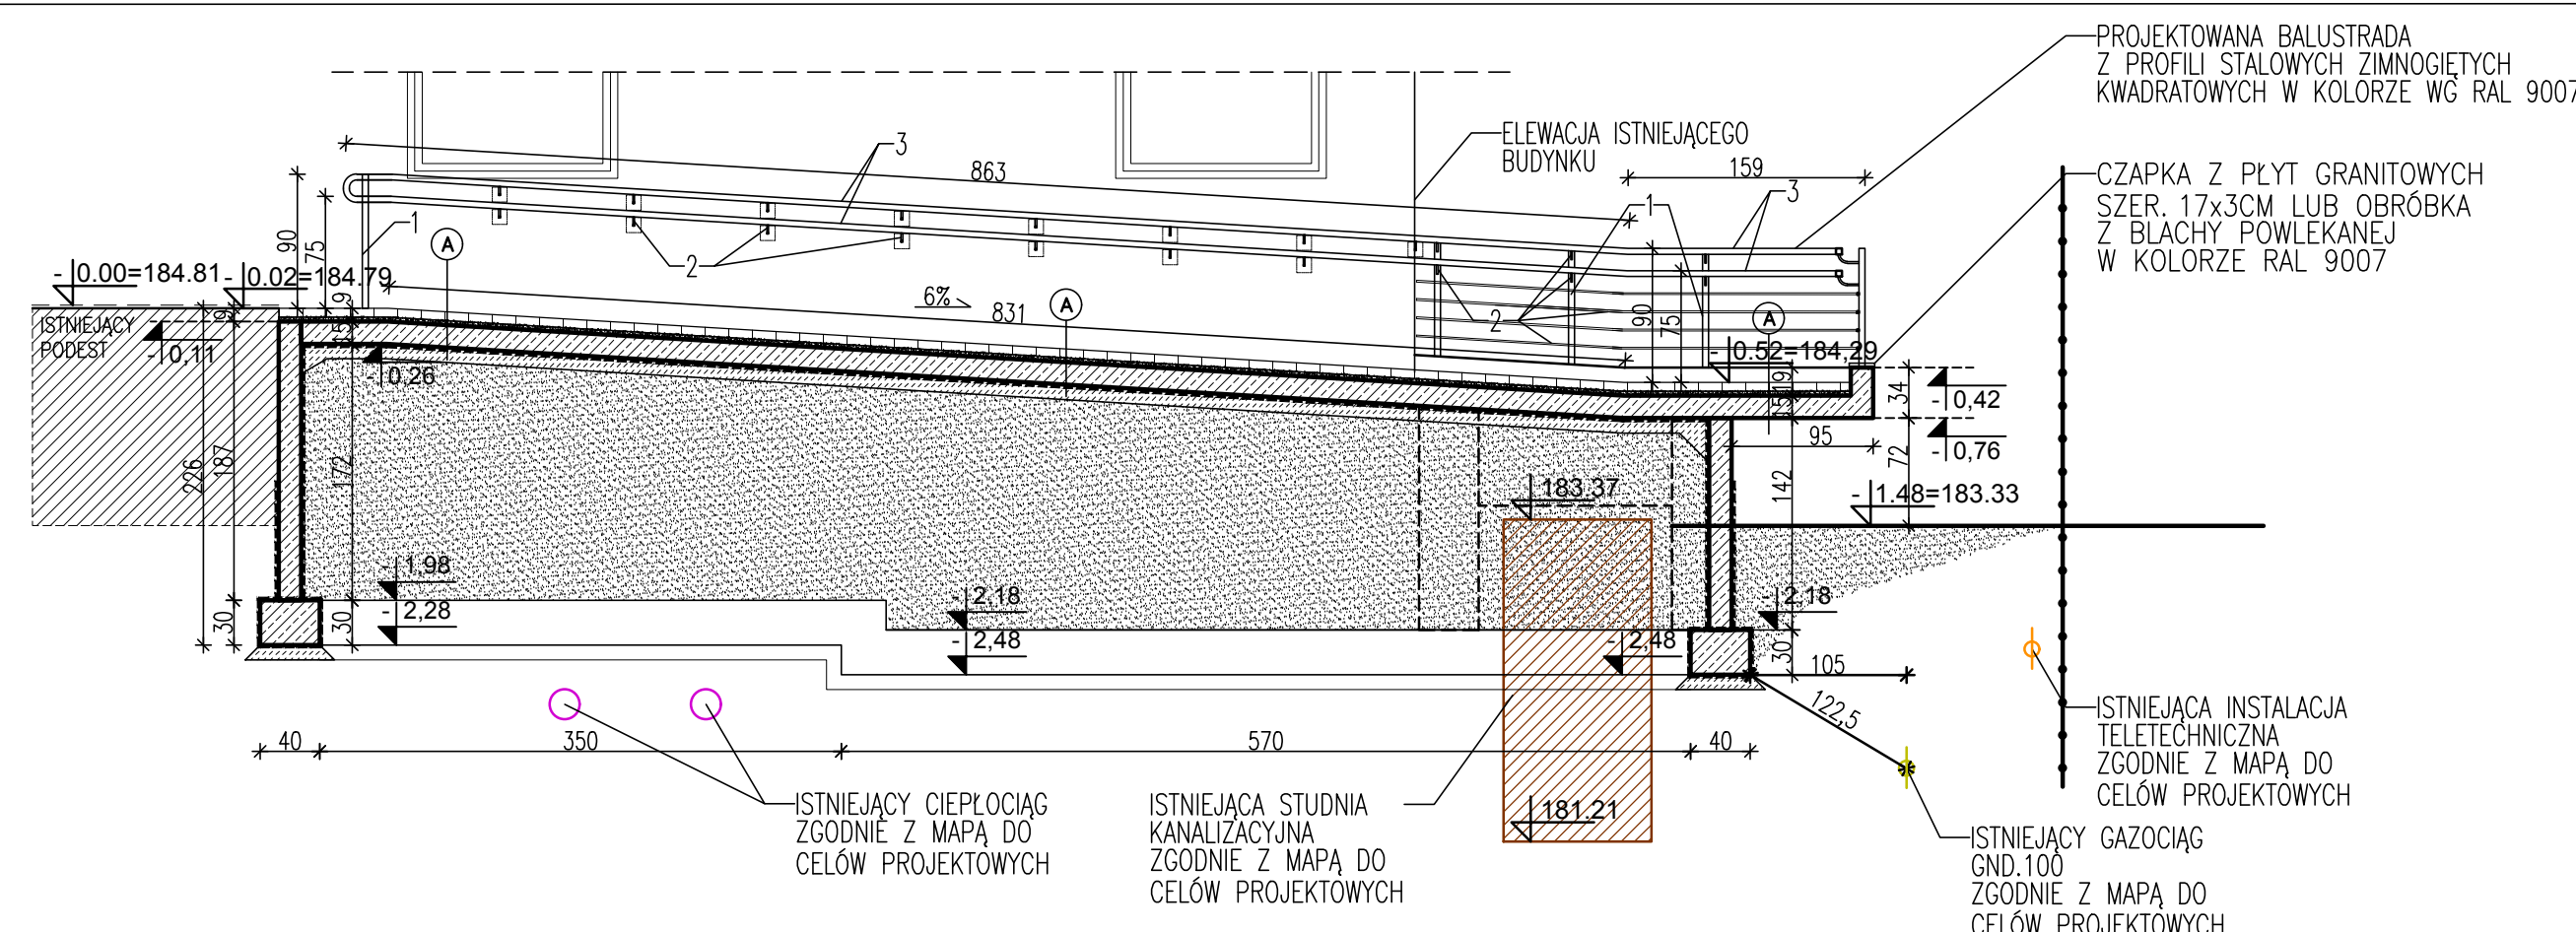 PROJEKTOWANA BALUSTRADA
Z PROFILI STALOWYCH ZIMNOGIĘTYCH
KWADRATOWYCH W KOLORZE WG RAL 9007
ELEWACJA ISTNIEJĄCEGO
BUDYNKU
CZAPKA Z PŁYT GRANITOWYCH
SZER. 17x3CM LUB OBRÓBKA
Z BLACHY POWLEKANEJ
W KOLORZE RAL 9007
863
159
3
3
1
1
2
2
90
75
A
A
A
- 0.00=184.81
- 0.02=184.79
9
9
15
6%
831
90
75
ISTNIEJĄCY
PODEST
- 0,11
- 0.26
- 0.52=184,29
19
15
34
- 0,42
- 0,76
95
72
142
226
187
172
183.37
- 1.48=183.33
- 1,98
- 2,28
- 2,18
- 2,48
- 2,18
- 2,48
30
30
30
105
122,5
40
350
570
40
181.21
ISTNIEJĄCY CIEPŁOCIĄG
ZGODNIE Z MAPĄ DO
CELÓW PROJEKTOWYCH
ISTNIEJĄCA STUDNIA
KANALIZACYJNA
ZGODNIE Z MAPĄ DO
CELÓW PROJEKTOWYCH
ISTNIEJĄCA INSTALACJA
TELETECHNICZNA
ZGODNIE Z MAPĄ DO
CELÓW PROJEKTOWYCH
ISTNIEJĄCY GAZOCIĄG
GND.100
ZGODNIE Z MAPĄ DO
CELÓW PROJEKTOWYCH